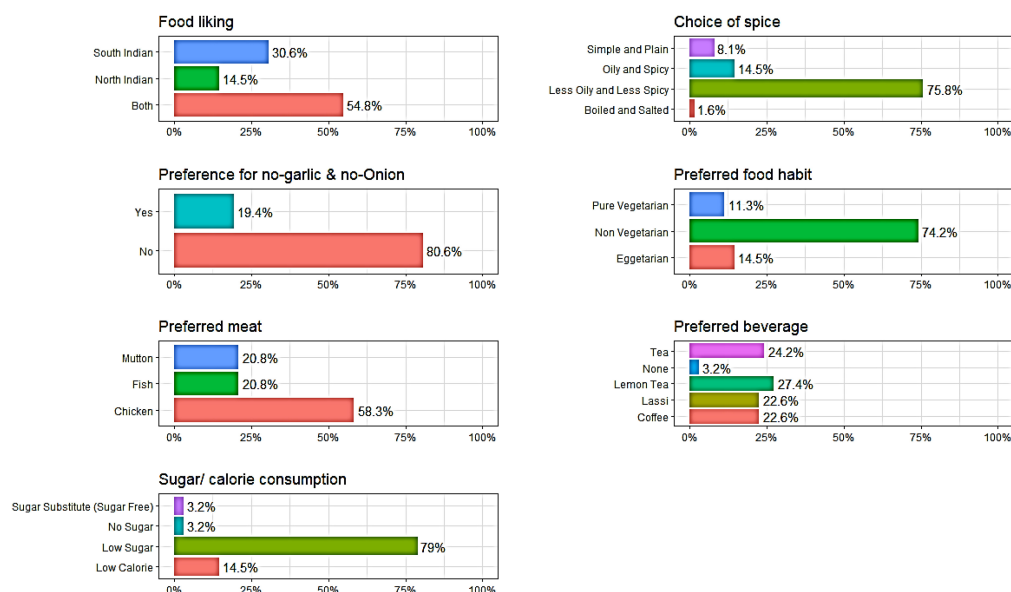 Food liking
South Indian 30.6%
North Indian 14.5%
Both 54.8%
0% 25% 50% 75% 100%
Choice of spice
Simple and Plain 8.1%
Oily and Spicy 14.5%
Less Oily and Less Spicy 75.8%
Boiled and Salted 1.6%
0% 25% 50% 75% 100%
Preference for no-garlic & no-Onion
Yes 19.4%
No 80.6%
0% 25% 50% 75% 100%
Preferred food habit
Pure Vegetarian 11.3%
Non Vegetarian 74.2%
Eggetarian 14.5%
0% 25% 50% 75% 100%
Preferred meat
Mutton 20.8%
Fish 20.8%
Chicken 58.3%
0% 25% 50% 75% 100%
Preferred beverage
Tea 24.2%
None 3.2%
Lemon Tea 27.4%
Lassi 22.6%
Coffee 22.6%
0% 25% 50% 75% 100%
Sugar/ calorie consumption
Sugar Substitute (Sugar Free) 3.2%
No Sugar 3.2%
Low Sugar 79%
Low Calorie 14.5%
0% 25% 50% 75% 100%